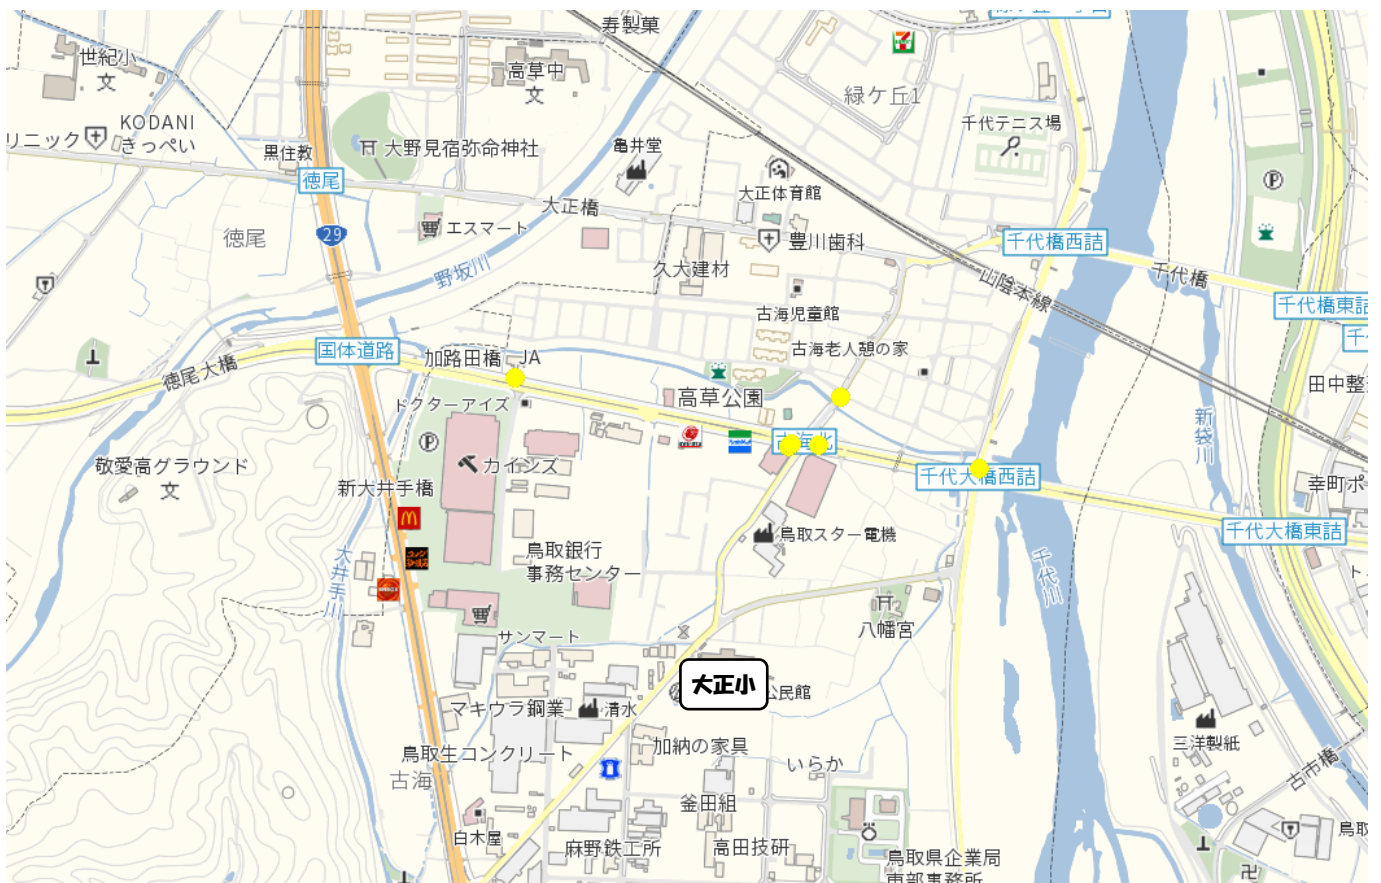 寿製菓
世紀小
文
高草中
文
緑ケ丘1
千代テニス場
KODANI
きっぺい
リニック
黒住教
大野見宿弥命神社
亀井堂
徳尾
大正橋
大正体育館
徳尾
29
エスマート
豊川歯科
千代橋西詰
千代橋
野坂川
久大建材
山陰本線
千代橋東詰
古海児童館
国体道路
加路田橋
JA
古海老人憩の家
徳尾大橋
田中整
ドクターアイズ
高草公園
新袋川
古海北
敬愛高グラウンド
文
カインズ
新大井手橋
千代大橋西詰
幸町ポ
千代大橋東詰
鳥取スター電機
鳥取銀行
事務センター
大井手川
千代川
ト
八幡宮
サンマート
大正小
公民館
マキウラ鋼業
清水
鳥取生コンクリート
加納の家具
三洋製紙
古海
いらか
古市橋
釜田組
白木屋
麻野鉄工所
高田技研
鳥取
鳥取県企業局
東部事務所